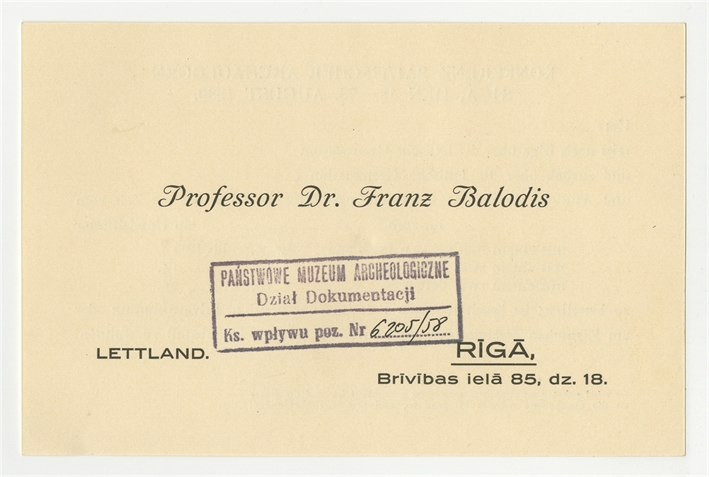 Professor Dr. Franz Balodis
PAŃSTWOWE MUZEUM ARCHEOLOGICZNE
Dział Dokumentacji
Ks. wpływu poz. Nr 6205/58
LETTLAND.
RĪGĀ,
Brīvības ielā 85, dz. 18.